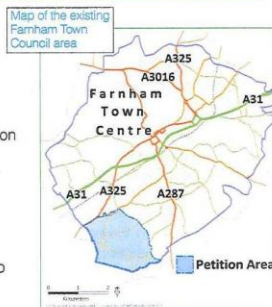 Map of the existing
Farnham Town
Council area
on
o
A325
A3016
Farnham
Town
Centre
A31
A31
A325
A287
Petition Area